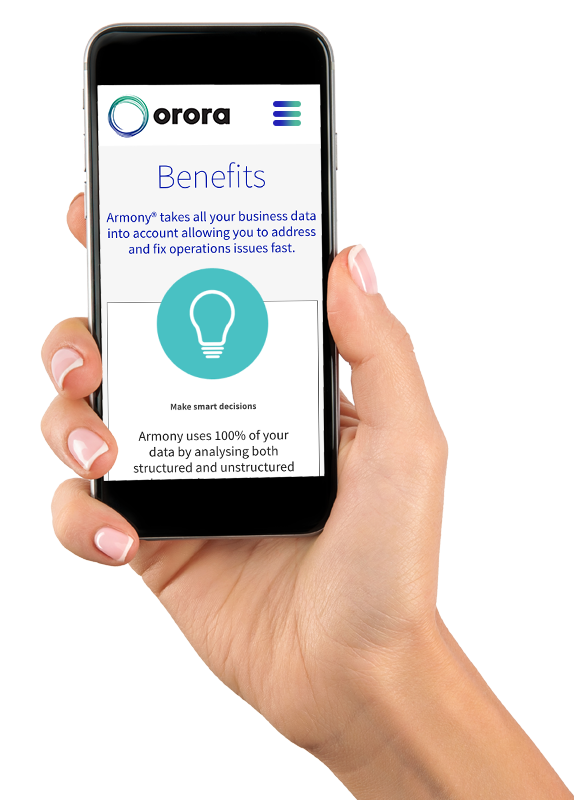 orora
Benefits
Armony® takes all your business data
into account allowing you to address
and fix operations issues fast.
Make smart decisions
Armony uses 100% of your
data by analysing both
structured and unstructured